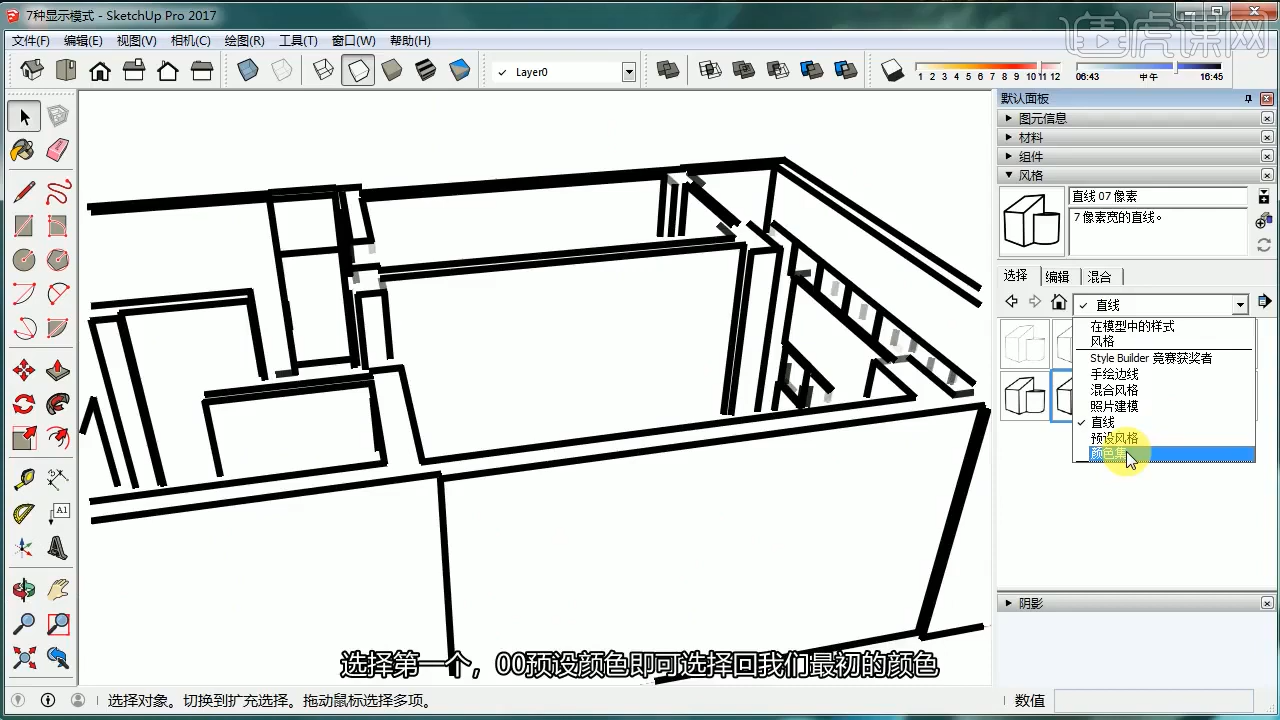 7种显示模式 - SketchUp Pro 2017
虎课网
文件(F) 编辑(E) 视图(V) 相机(C) 绘图(R) 工具(T) 窗口(W) 帮助(H)
Layer0
1 2 3 4 5 6 7 8 9 10 11 12
06:43 中午 16:45
默认面板
图元信息
材料
组件
风格
直线 07 像素
7 像素宽的直线。
选择 编辑 混合
直线
在模型中的样式
风格
Style Builder 竟赛获奖者
手绘边线
混合风格
照片建模
直线
预设风格
颜色集
A1
阴影
选择第一个，00预设颜色即可选择回我们最初的颜色
选择对象。切换到扩充选择。拖动鼠标选择多项。
数值